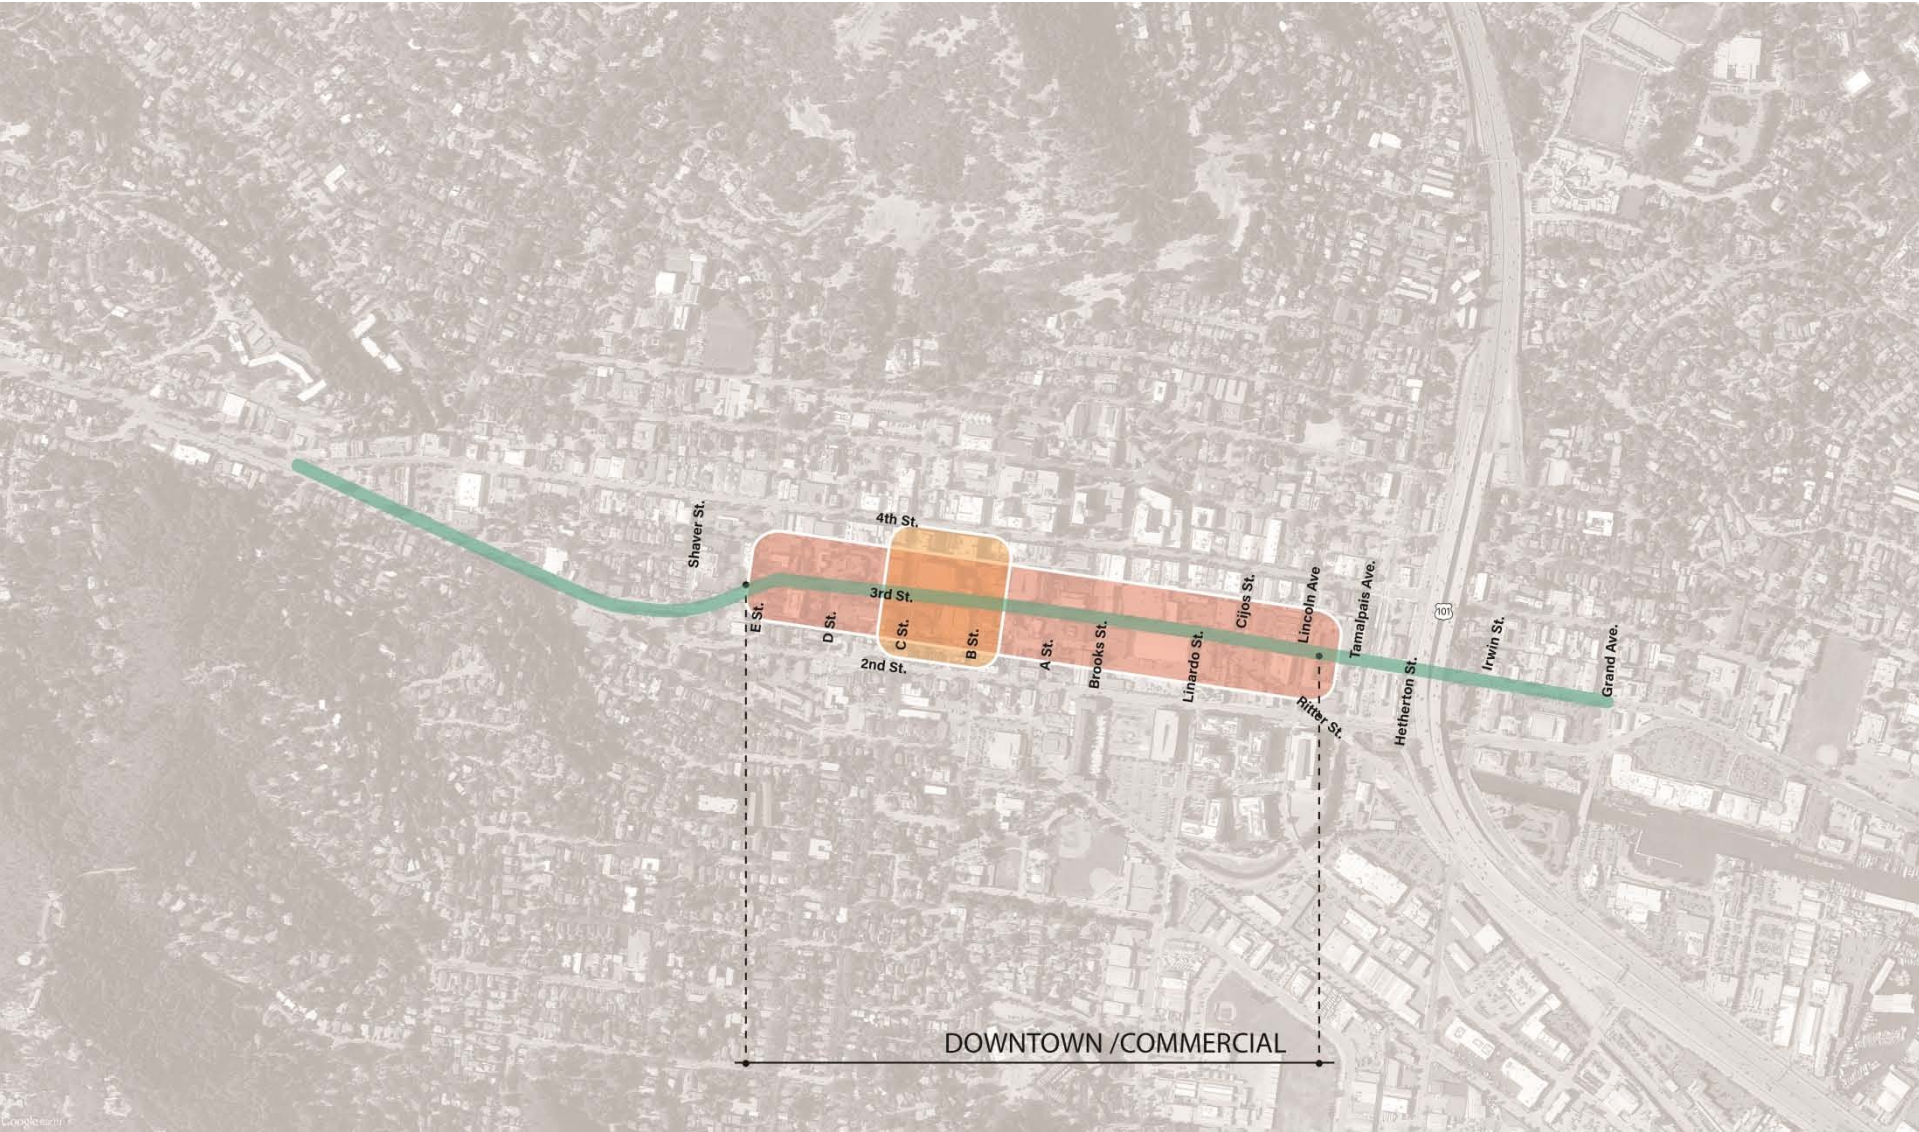 4th St.
Shaver St.
E St.
D St.
3rd St.
C St.
B St.
2nd St.
A St.
Brooks St.
Linardo St.
Cijos St.
Lincoln Ave
Ritter St.
Tamalpais Ave.
Hetherton St.
101
Irwin St.
Grand Ave.
DOWNTOWN /COMMERCIAL
Google